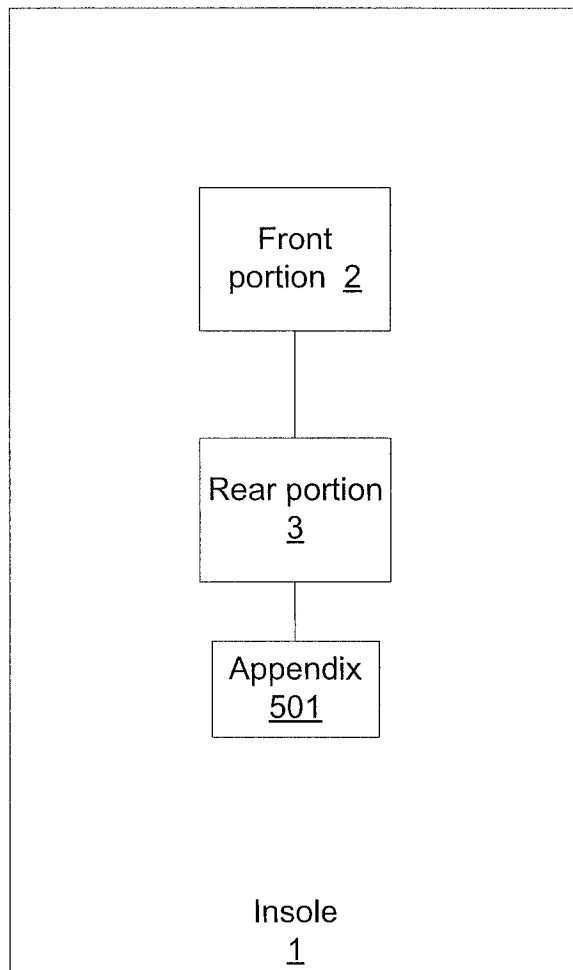 Front
portion 2
Rear portion
3
Appendix
501
Insole
1